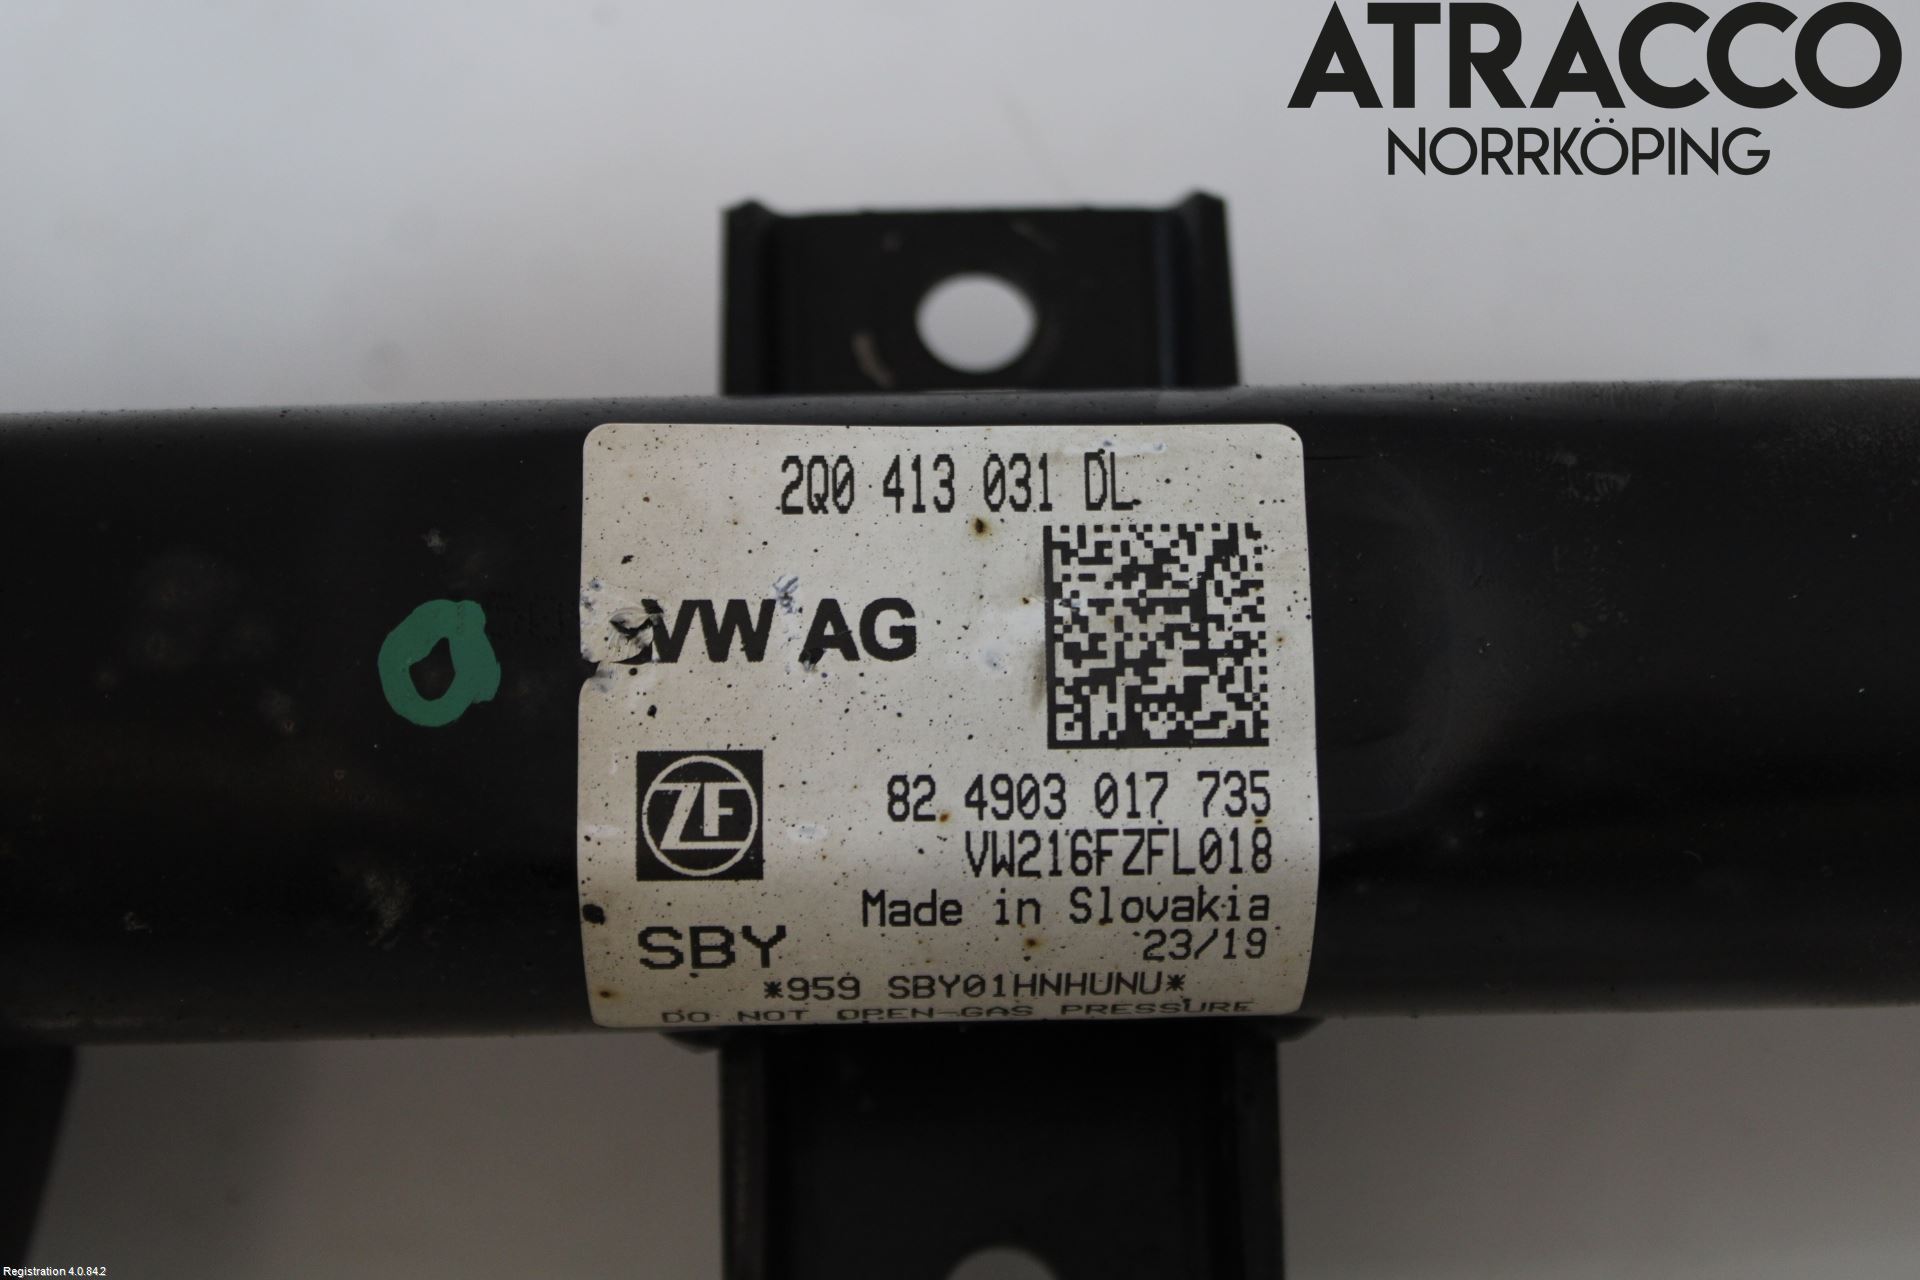 ATRACCO
NORRKÖPING
2Q0 413 031 DL
VW AG
ZF
82 4903 017 735
VW216FZFL018
Made in Slovakia
SBY
23/19
*959 SBY01HNHUNU*
DO NOT OPEN-GAS PRESSURE
Registration 4.0.84.2